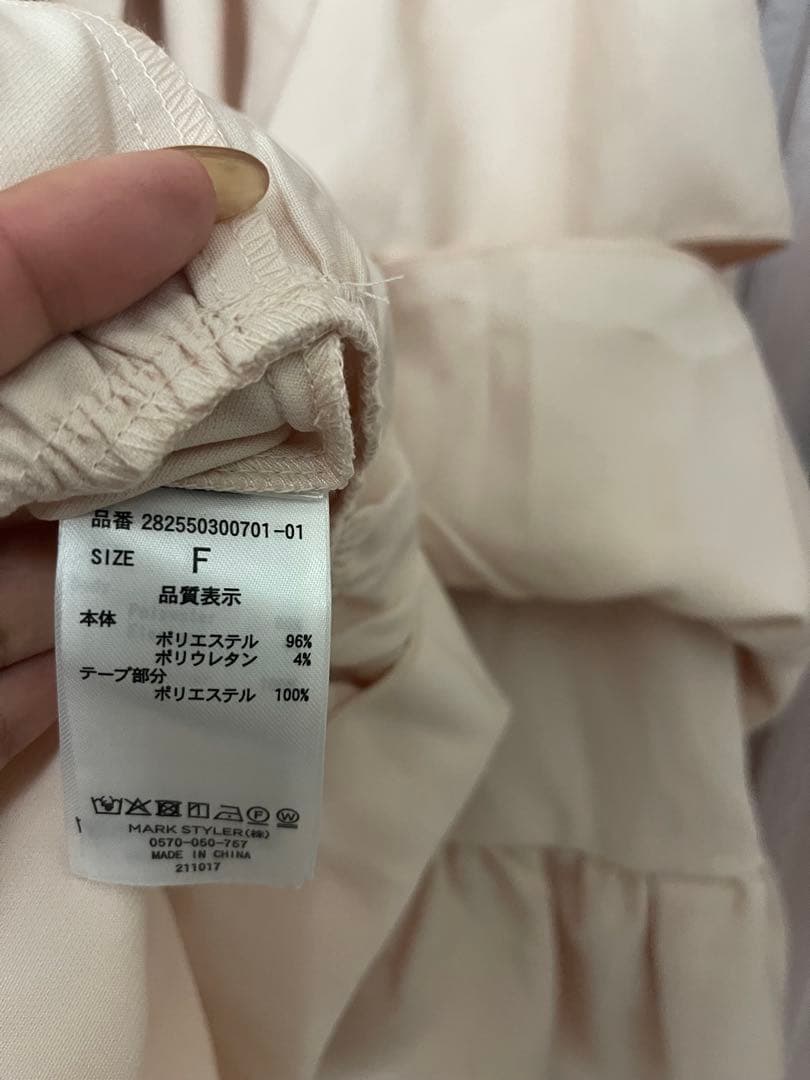 品番 282550300701-01
SIZE F
品質表示
本体
ポリエステル 96%
ポリウレタン 4%
テープ部分
ポリエステル 100%
F W
MARK STYLER(株)
0570-050-767
MADE IN CHINA
211017